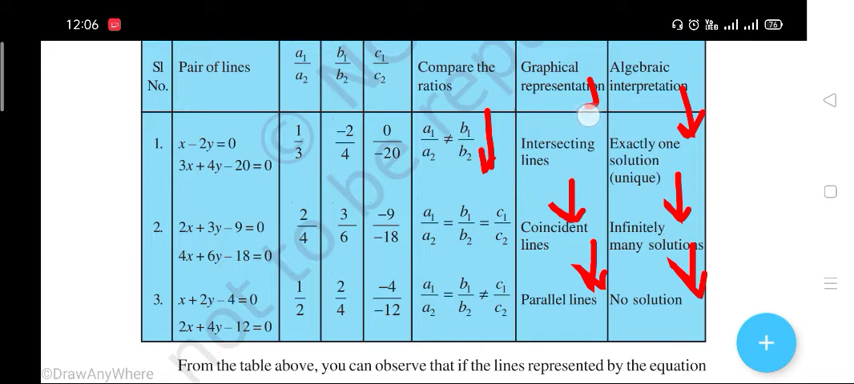 12:06
76
Sl No. Pair of lines a₁/a₂ b₁/b₂ c₁/c₂ Compare the ratios Graphical representation Algebraic interpretation
1. x – 2y = 0 1/3 –2/4 0/–20 a₁/a₂ ≠ b₁/b₂ Intersecting lines Exactly one solution (unique)
3x + 4y – 20 = 0
2. 2x + 3y – 9 = 0 2/4 3/6 –9/–18 a₁/a₂ = b₁/b₂ = c₁/c₂ Coincident lines Infinitely many solutions
4x + 6y – 18 = 0
3. x + 2y – 4 = 0 1/2 2/4 –4/–12 a₁/a₂ = b₁/b₂ ≠ c₁/c₂ Parallel lines No solution
2x + 4y – 12 = 0
From the table above, you can observe that if the lines represented by the equation
©DrawAnyWhere